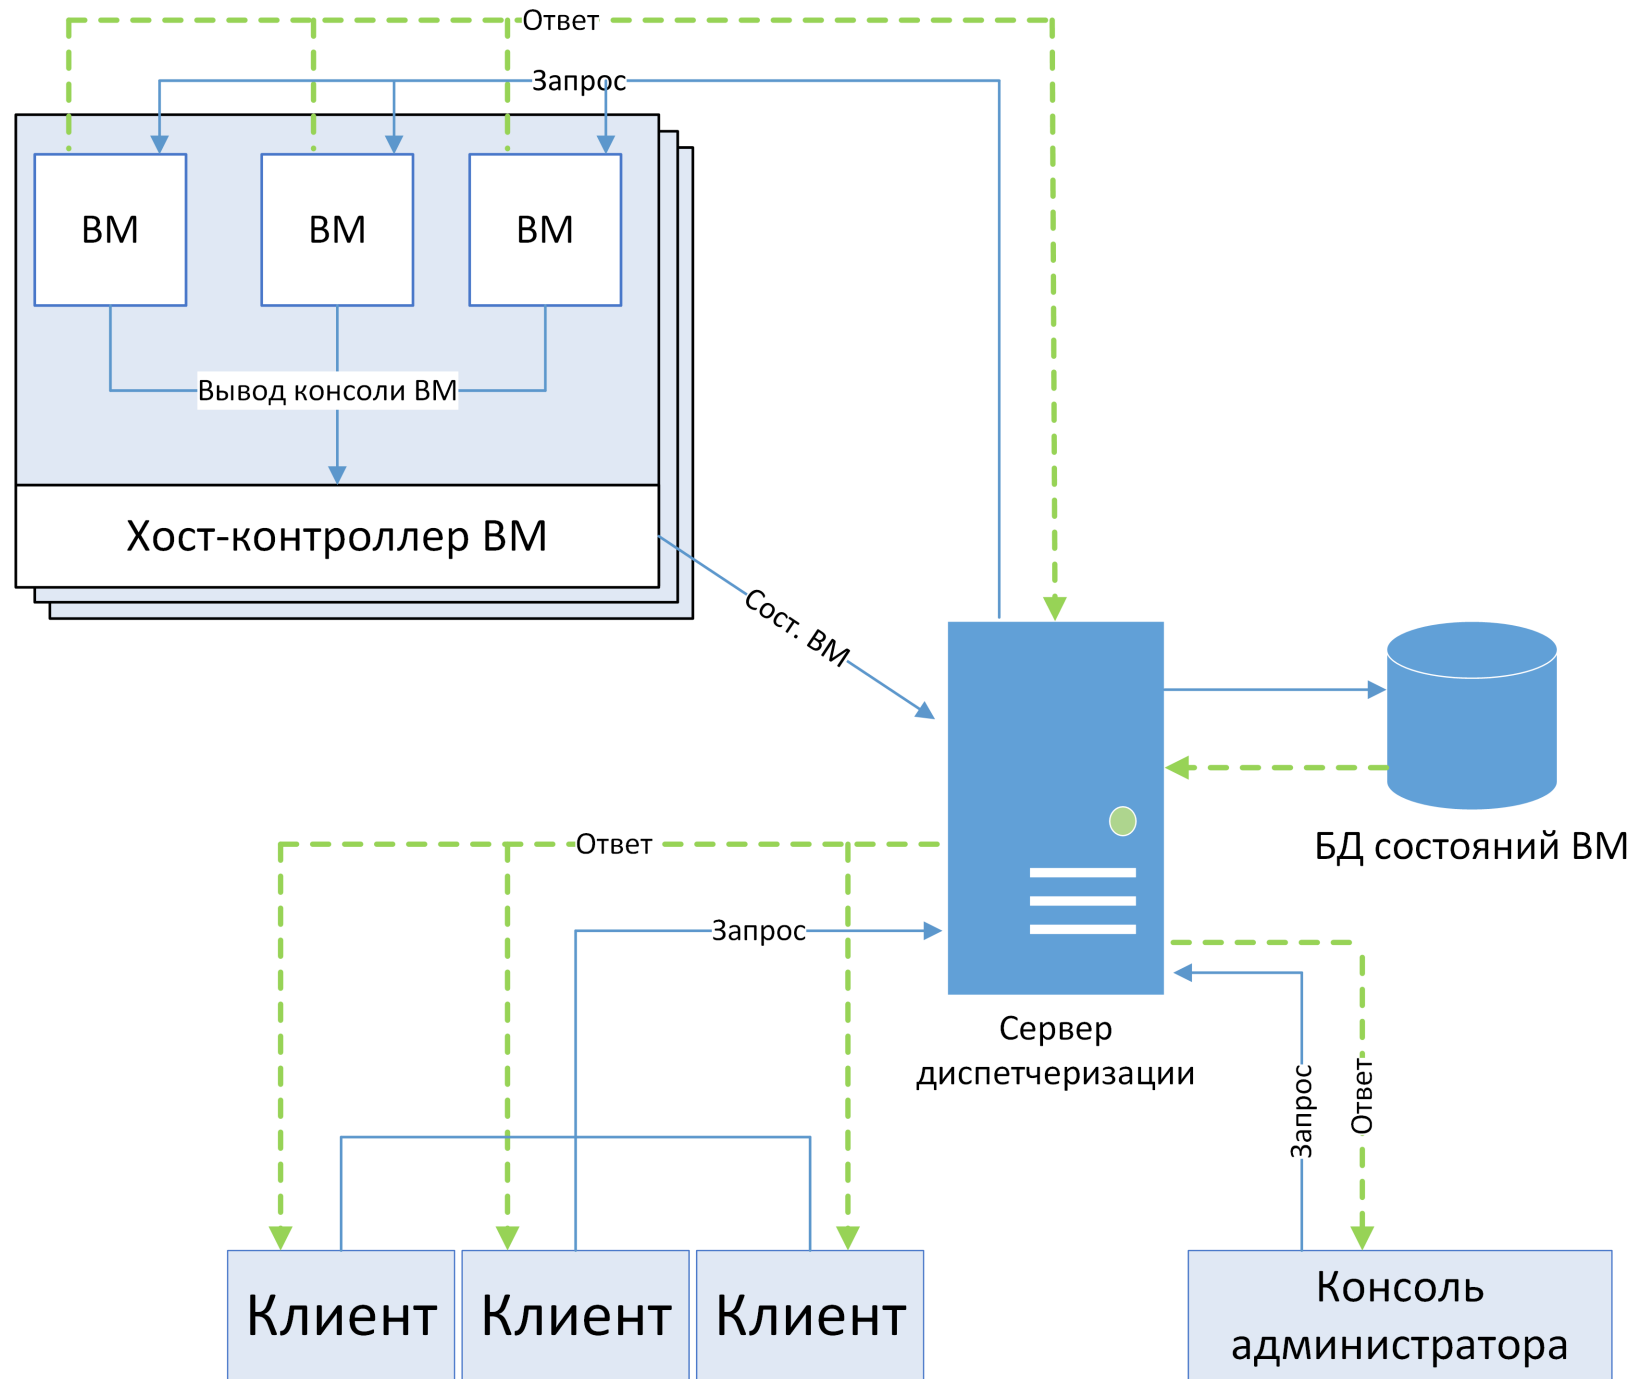 Ответ
Запрос
ВМ
ВМ
ВМ
Вывод консоли ВМ
Хост-контроллер ВМ
Сост. ВМ
БД состояний ВМ
Ответ
Запрос
Сервер
диспетчеризации
Запрос
Ответ
Клиент
Клиент
Клиент
Консоль
администратора